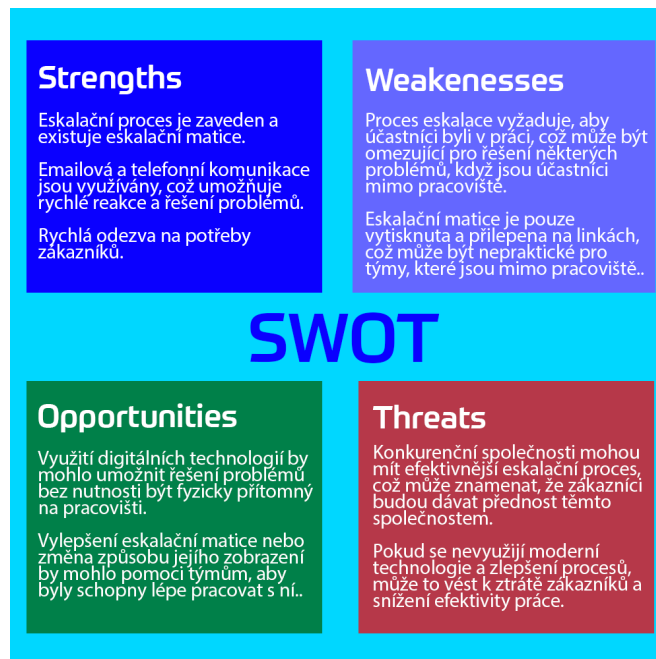 Strengths
Eskalační proces je zaveden a
existuje eskalační matice.
Emailová a telefonní komunikace
jsou využívány, což umožňuje
rychlé reakce a řešení problémů.
Rychlá odezva na potřeby
zákazníků.
Weakenesses
Proces eskalace vyžaduje, aby
účastníci byli v práci, což může být
omezující pro řešení některých
problémů, když jsou účastníci
mimo pracoviště.
Eskalační matice je pouze
vytisknuta a přilepena na linkách,
což může být nepraktické pro
týmy, které jsou mimo pracoviště..
SWOT
Opportunities
Využití digitálních technologií by
mohlo umožnit řešení problémů
bez nutnosti být fyzicky přítomný
na pracovišti.
Vylepšení eskalační matice nebo
změna způsobu jejího zobrazení
by mohlo pomoci týmům, aby
byly schopny lépe pracovat s ní..
Threats
Konkurenční společnosti mohou
mít efektivnější eskalační proces,
což může znamenat, že zákazníci
budou dávat přednost těmto
společnostem.
Pokud se nevyužijí moderní
technologie a zlepšení procesů,
může to vést k ztrátě zákazníků a
snížení efektivity práce.